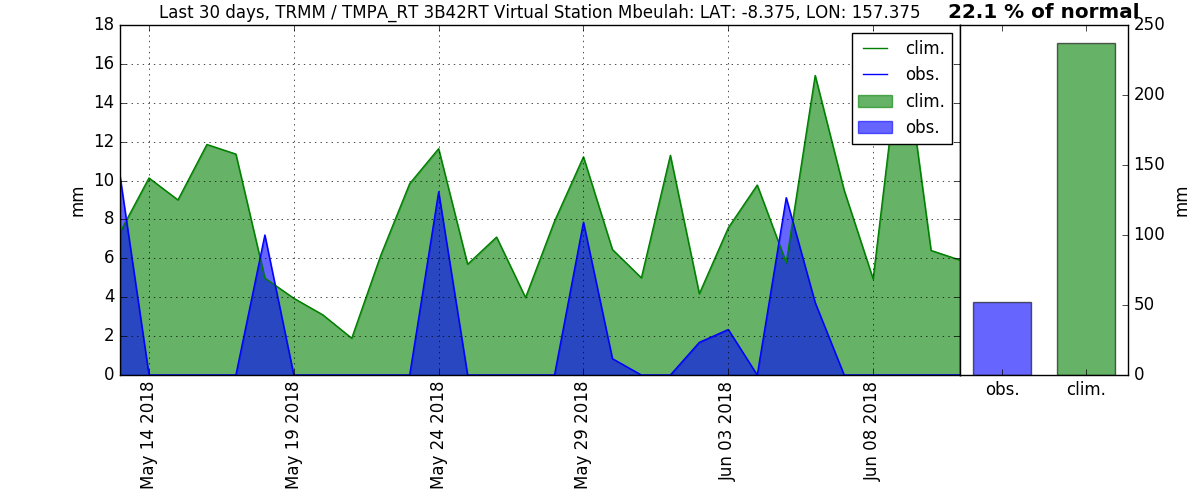 Last 30 days, TRMM / TMPA_RT 3B42RT Virtual Station Mbeulah: LAT: -8.375, LON: 157.375
22.1 % of normal
18
16
14
12
10
8
6
4
2
0
mm
clim.
obs.
clim.
obs.
May 14 2018
May 19 2018
May 24 2018
May 29 2018
Jun 03 2018
Jun 08 2018
250
200
150
100
50
0
mm
obs.
clim.